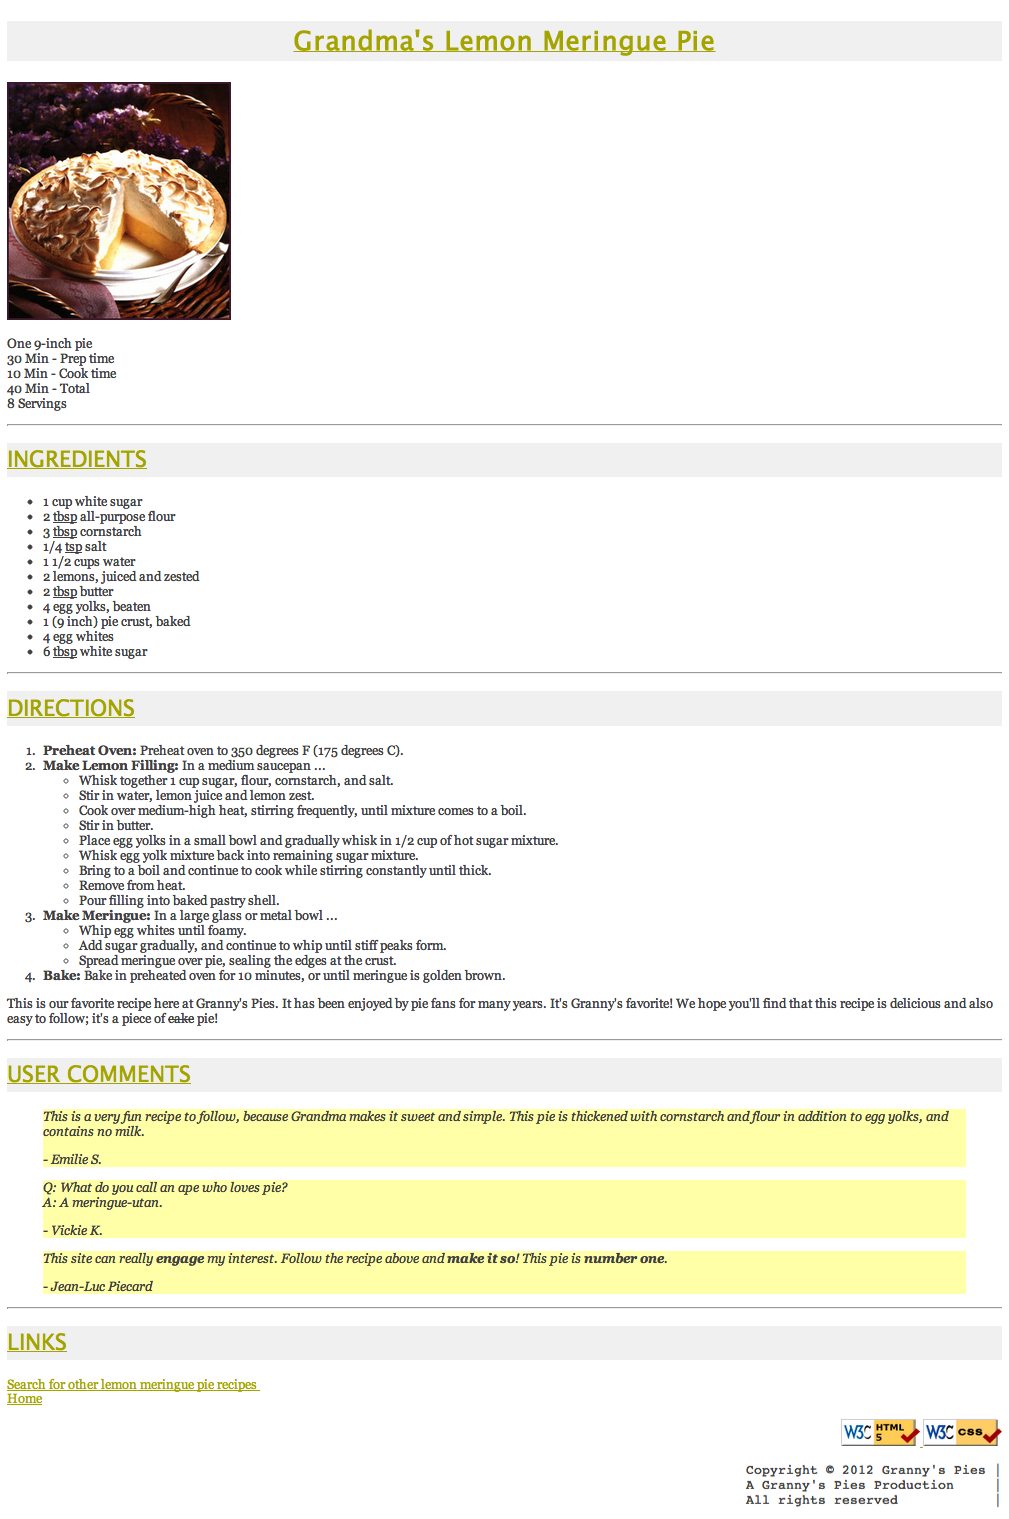 Grandma's Lemon Meringue Pie
One 9-inch pie
30 Min - Prep time
10 Min - Cook time
40 Min - Total
8 Servings
INGREDIENTS
• 1 cup white sugar
• 2 tbsp all-purpose flour
• 3 tbsp cornstarch
• 1/4 tsp salt
• 1 1/2 cups water
• 2 lemons, juiced and zested
• 2 tbsp butter
• 4 egg yolks, beaten
• 1 (9 inch) pie crust, baked
• 4 egg whites
• 6 tbsp white sugar
DIRECTIONS
1. Preheat Oven: Preheat oven to 350 degrees F (175 degrees C).
2. Make Lemon Filling: In a medium saucepan ...
◦ Whisk together 1 cup sugar, flour, cornstarch, and salt.
◦ Stir in water, lemon juice and lemon zest.
◦ Cook over medium-high heat, stirring frequently, until mixture comes to a boil.
◦ Stir in butter.
◦ Place egg yolks in a small bowl and gradually whisk in 1/2 cup of hot sugar mixture.
◦ Whisk egg yolk mixture back into remaining sugar mixture.
◦ Bring to a boil and continue to cook while stirring constantly until thick.
◦ Remove from heat.
◦ Pour filling into baked pastry shell.
3. Make Meringue: In a large glass or metal bowl ...
◦ Whip egg whites until foamy.
◦ Add sugar gradually, and continue to whip until stiff peaks form.
◦ Spread meringue over pie, sealing the edges at the crust.
4. Bake: Bake in preheated oven for 10 minutes, or until meringue is golden brown.
This is our favorite recipe here at Granny's Pies. It has been enjoyed by pie fans for many years. It's Granny's favorite! We hope you'll find that this recipe is delicious and also
easy to follow; it's a piece of cake pie!
USER COMMENTS
This is a very fun recipe to follow, because Grandma makes it sweet and simple. This pie is thickened with cornstarch and flour in addition to egg yolks, and
contains no milk.
- Emilie S.
Q: What do you call an ape who loves pie?
A: A meringue-utan.
- Vickie K.
This site can really engage my interest. Follow the recipe above and make it so! This pie is number one.
- Jean-Luc Piecard
LINKS
Search for other lemon meringue pie recipes
Home
W3C HTML 5 W3C CSS
Copyright © 2012 Granny's Pies |
A Granny's Pies Production |
All rights reserved |